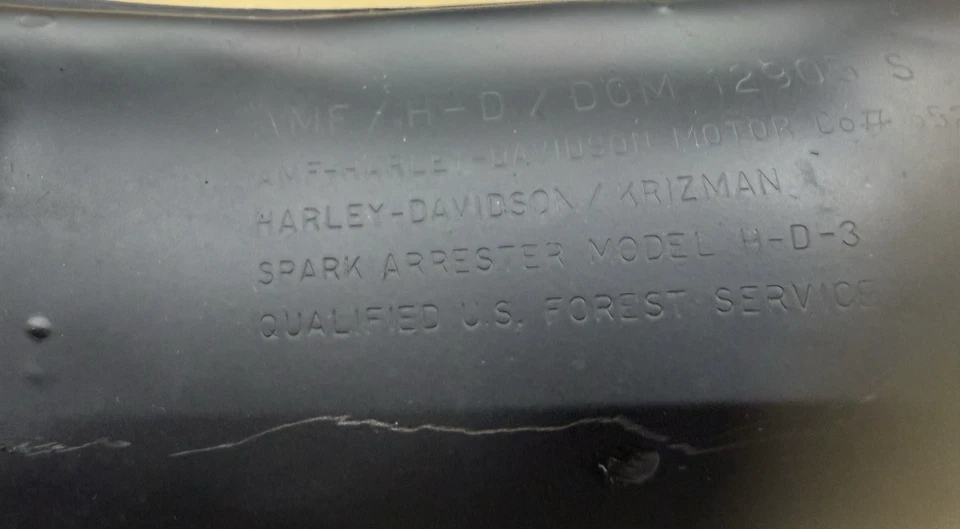 AMF / H-D / DOM 12905 S
AMF-HARLEY-DAVIDSON MOTOR Co#
HARLEY-DAVIDSON / KRIZMAN
SPARK ARRESTER MODEL H-D-3
QUALIFIED U.S. FOREST SERVICE